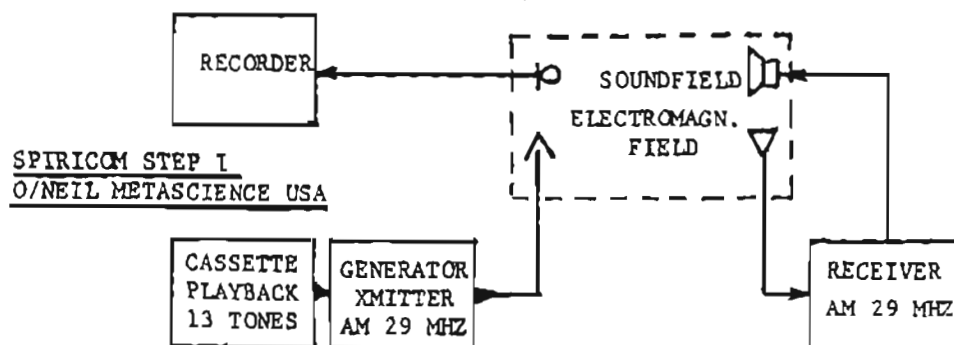 RECORDER
SOUNDFIELD
ELECTROMAGN.
FIELD
SPIRICOM STEP I
O/NEIL METASCIENCE USA
CASSETTE
PLAYBACK
13 TONES
GENERATOR
XMITTER
AM 29 MHZ
RECEIVER
AM 29 MHZ